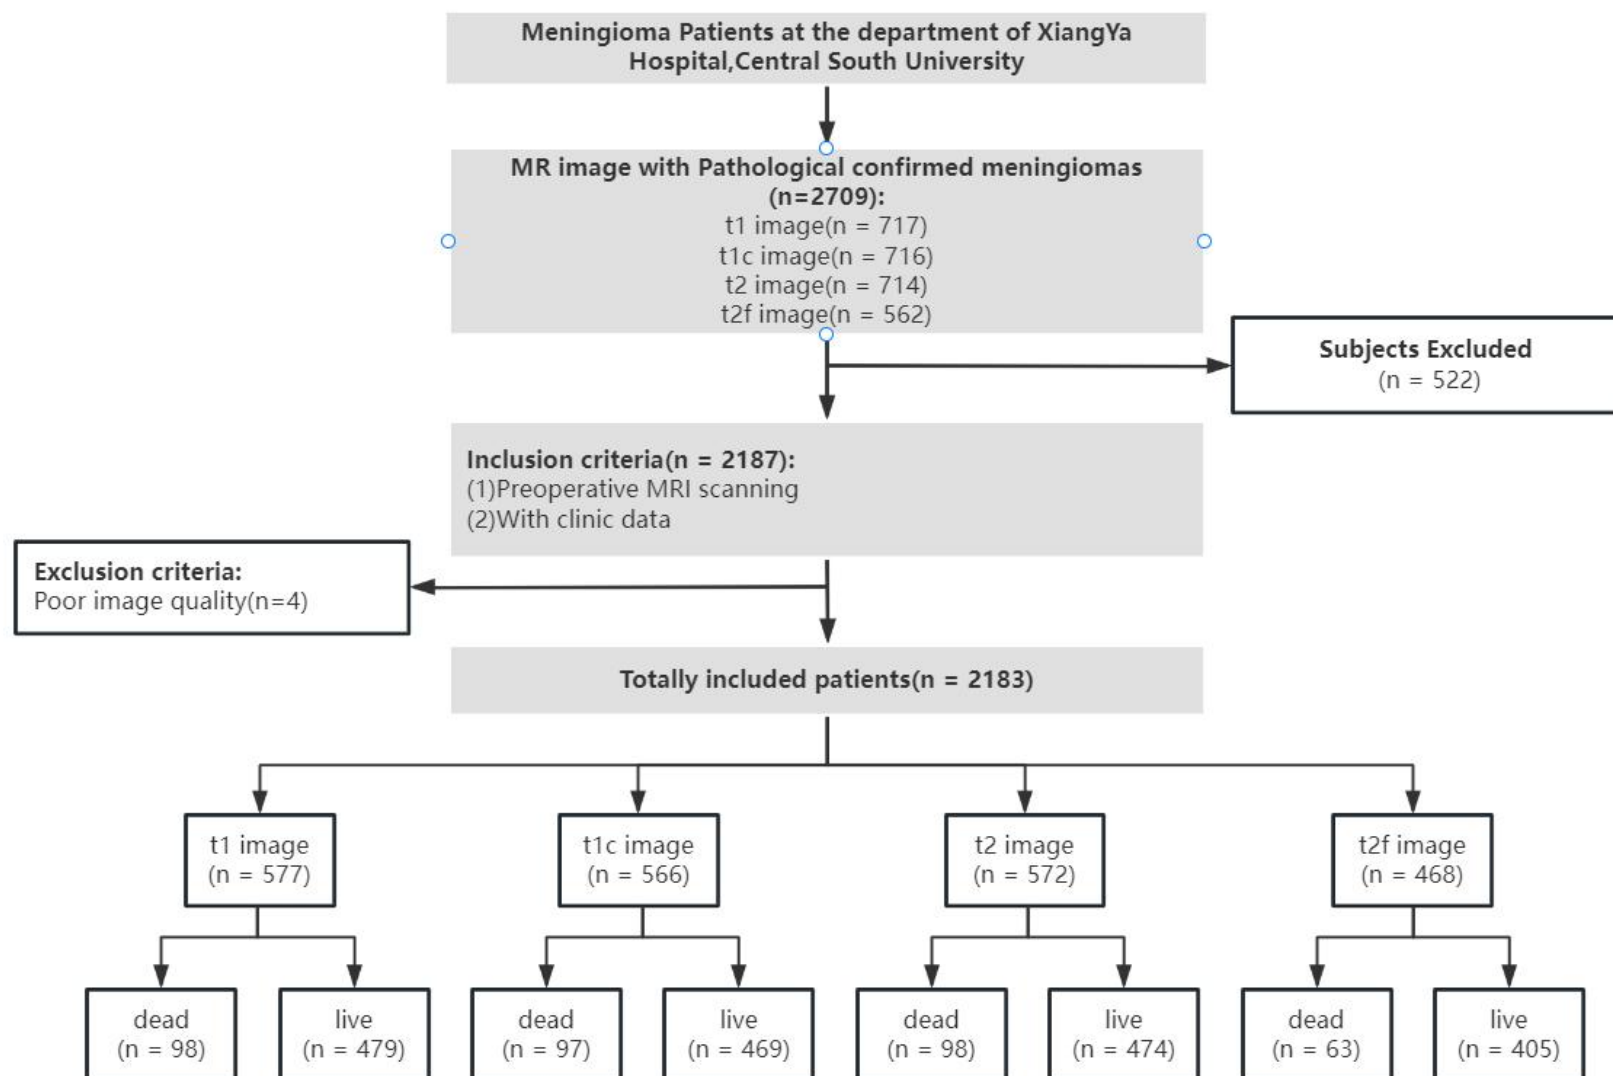 Meningioma Patients at the department of XiangYa
Hospital,Central South University
MR image with Pathological confirmed meningiomas
(n=2709):
t1 image(n = 717)
t1c image(n = 716)
t2 image(n = 714)
t2f image(n = 562)
Subjects Excluded
(n = 522)
Inclusion criteria(n = 2187):
(1)Preoperative MRI scanning
(2)With clinic data
Exclusion criteria:
Poor image quality(n=4)
Totally included patients(n = 2183)
t1 image
(n = 577)
t1c image
(n = 566)
t2 image
(n = 572)
t2f image
(n = 468)
dead
(n = 98)
live
(n = 479)
dead
(n = 97)
live
(n = 469)
dead
(n = 98)
live
(n = 474)
dead
(n = 63)
live
(n = 405)